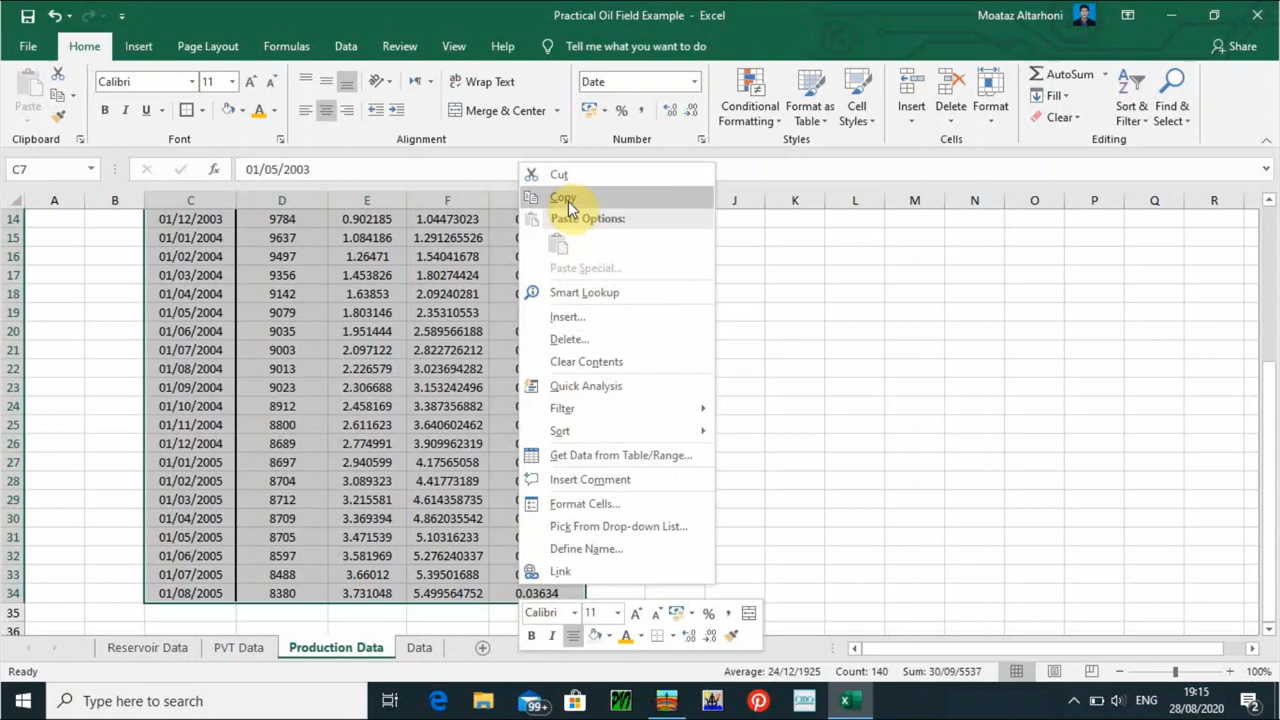 Practical Oil Field Example - Excel
Moataz Altarhoni
File Home Insert Page Layout Formulas Data Review View Help Tell me what you want to do Share
Calibri 11 Wrap Text Date AutoSum
Paste Fill
B I U Merge & Center Conditional Formatting Format as Table Cell Styles Insert Delete Format Clear Sort & Filter Find & Select
Clipboard Font Alignment Number Styles Cells Editing
C7 fx 01/05/2003
A B C D E F J K L M N O P Q R
14 01/12/2003 9784 0.902185 1.04473023
15 01/01/2004 9637 1.084186 1.291265526
16 01/02/2004 9497 1.26471 1.54041678
17 01/03/2004 9356 1.453826 1.80274424
18 01/04/2004 9142 1.63853 2.09240281
19 01/05/2004 9079 1.803146 2.35310553
20 01/06/2004 9035 1.951444 2.589566188
21 01/07/2004 9003 2.097122 2.822726212
22 01/08/2004 9013 2.226579 3.023694282
23 01/09/2004 9023 2.306688 3.153242496
24 01/10/2004 8912 2.458169 3.387356882
25 01/11/2004 8800 2.611623 3.640602462
26 01/12/2004 8689 2.774991 3.909962319
27 01/01/2005 8697 2.940599 4.17565058
28 01/02/2005 8704 3.089323 4.41773189
29 01/03/2005 8712 3.215581 4.614358735
30 01/04/2005 8709 3.369394 4.862035542
31 01/05/2005 8705 3.471539 5.10316233
32 01/06/2005 8597 3.581969 5.276240337
33 01/07/2005 8488 3.66012 5.39501688
34 01/08/2005 8380 3.731048 5.499564752 0.03634
35
36
Cut
Copy
Paste Options:
Paste Special...
Smart Lookup
Insert...
Delete...
Clear Contents
Quick Analysis
Filter
Sort
Get Data from Table/Range...
Insert Comment
Format Cells...
Pick From Drop-down List...
Define Name...
Link
Calibri 11 A A % ,
B I A
Reservoir Data PVT Data Production Data Data
Ready Average: 24/12/1925 Count: 140 Sum: 30/09/5537 100%
Type here to search 99+ ENG 19:15
28/08/2020 2